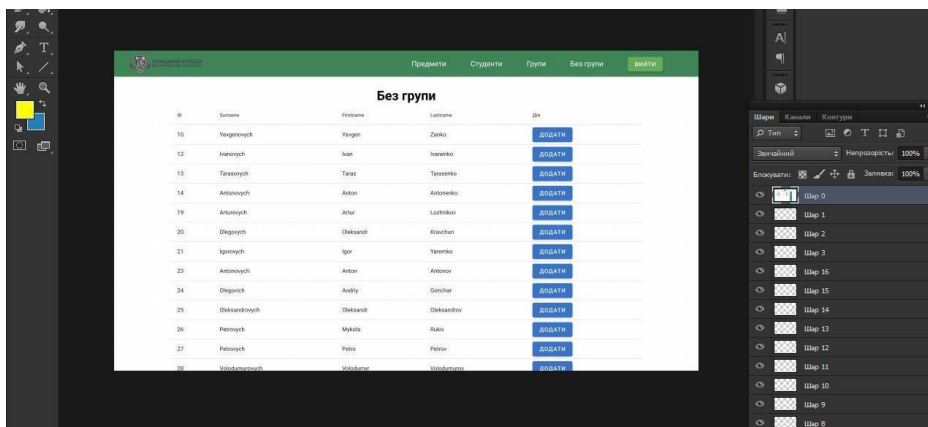 Предмети Студенти Групи Без групи ВИЙТИ
Без групи
Id Surname Firstname Lastname Дія
10 Yevgenovych Yevgen Zanko ДОДАТИ
12 Ivanovych Ivan Ivanenko ДОДАТИ
13 Tarasovych Taras Tarasenko ДОДАТИ
14 Antonovych Anton Antonenko ДОДАТИ
19 Arturovych Artur Lozhnikov ДОДАТИ
20 Olegovych Oleksandr Kravchun ДОДАТИ
21 Igorovych Igor Yaremko ДОДАТИ
23 Antonovych Anton Antonov ДОДАТИ
24 Olegovich Andriy Gonchar ДОДАТИ
25 Oleksandrovych Oleksandr Oleksandrov ДОДАТИ
26 Petrovych Mykola Rukiv ДОДАТИ
27 Petrovych Petro Petrov ДОДАТИ
28 Volodumurovuch Volodumur Volodumurov ДОДАТИ
Шари Канали Контури
Тип
Звичайний Непрозорість: 100%
Блокувати: Заливка: 100%
Шар 0
Шар 1
Шар 2
Шар 3
Шар 16
Шар 15
Шар 14
Шар 13
Шар 12
Шар 11
Шар 10
Шар 9
Шар 8